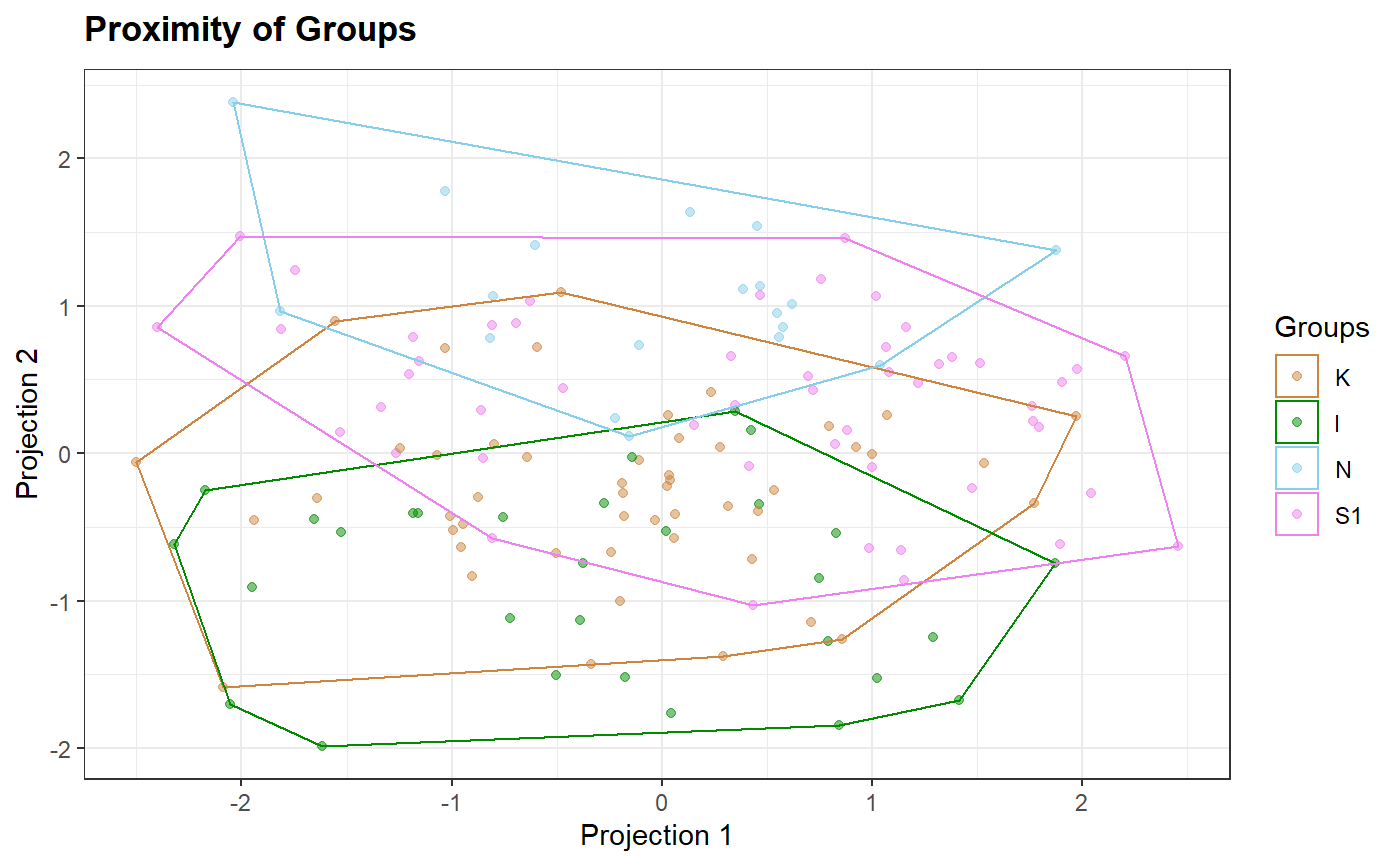 Proximity of Groups
Projection 2
2
1
0
-1
-2
-2
-1
0
1
2
Projection 1
Groups
K
I
N
S1